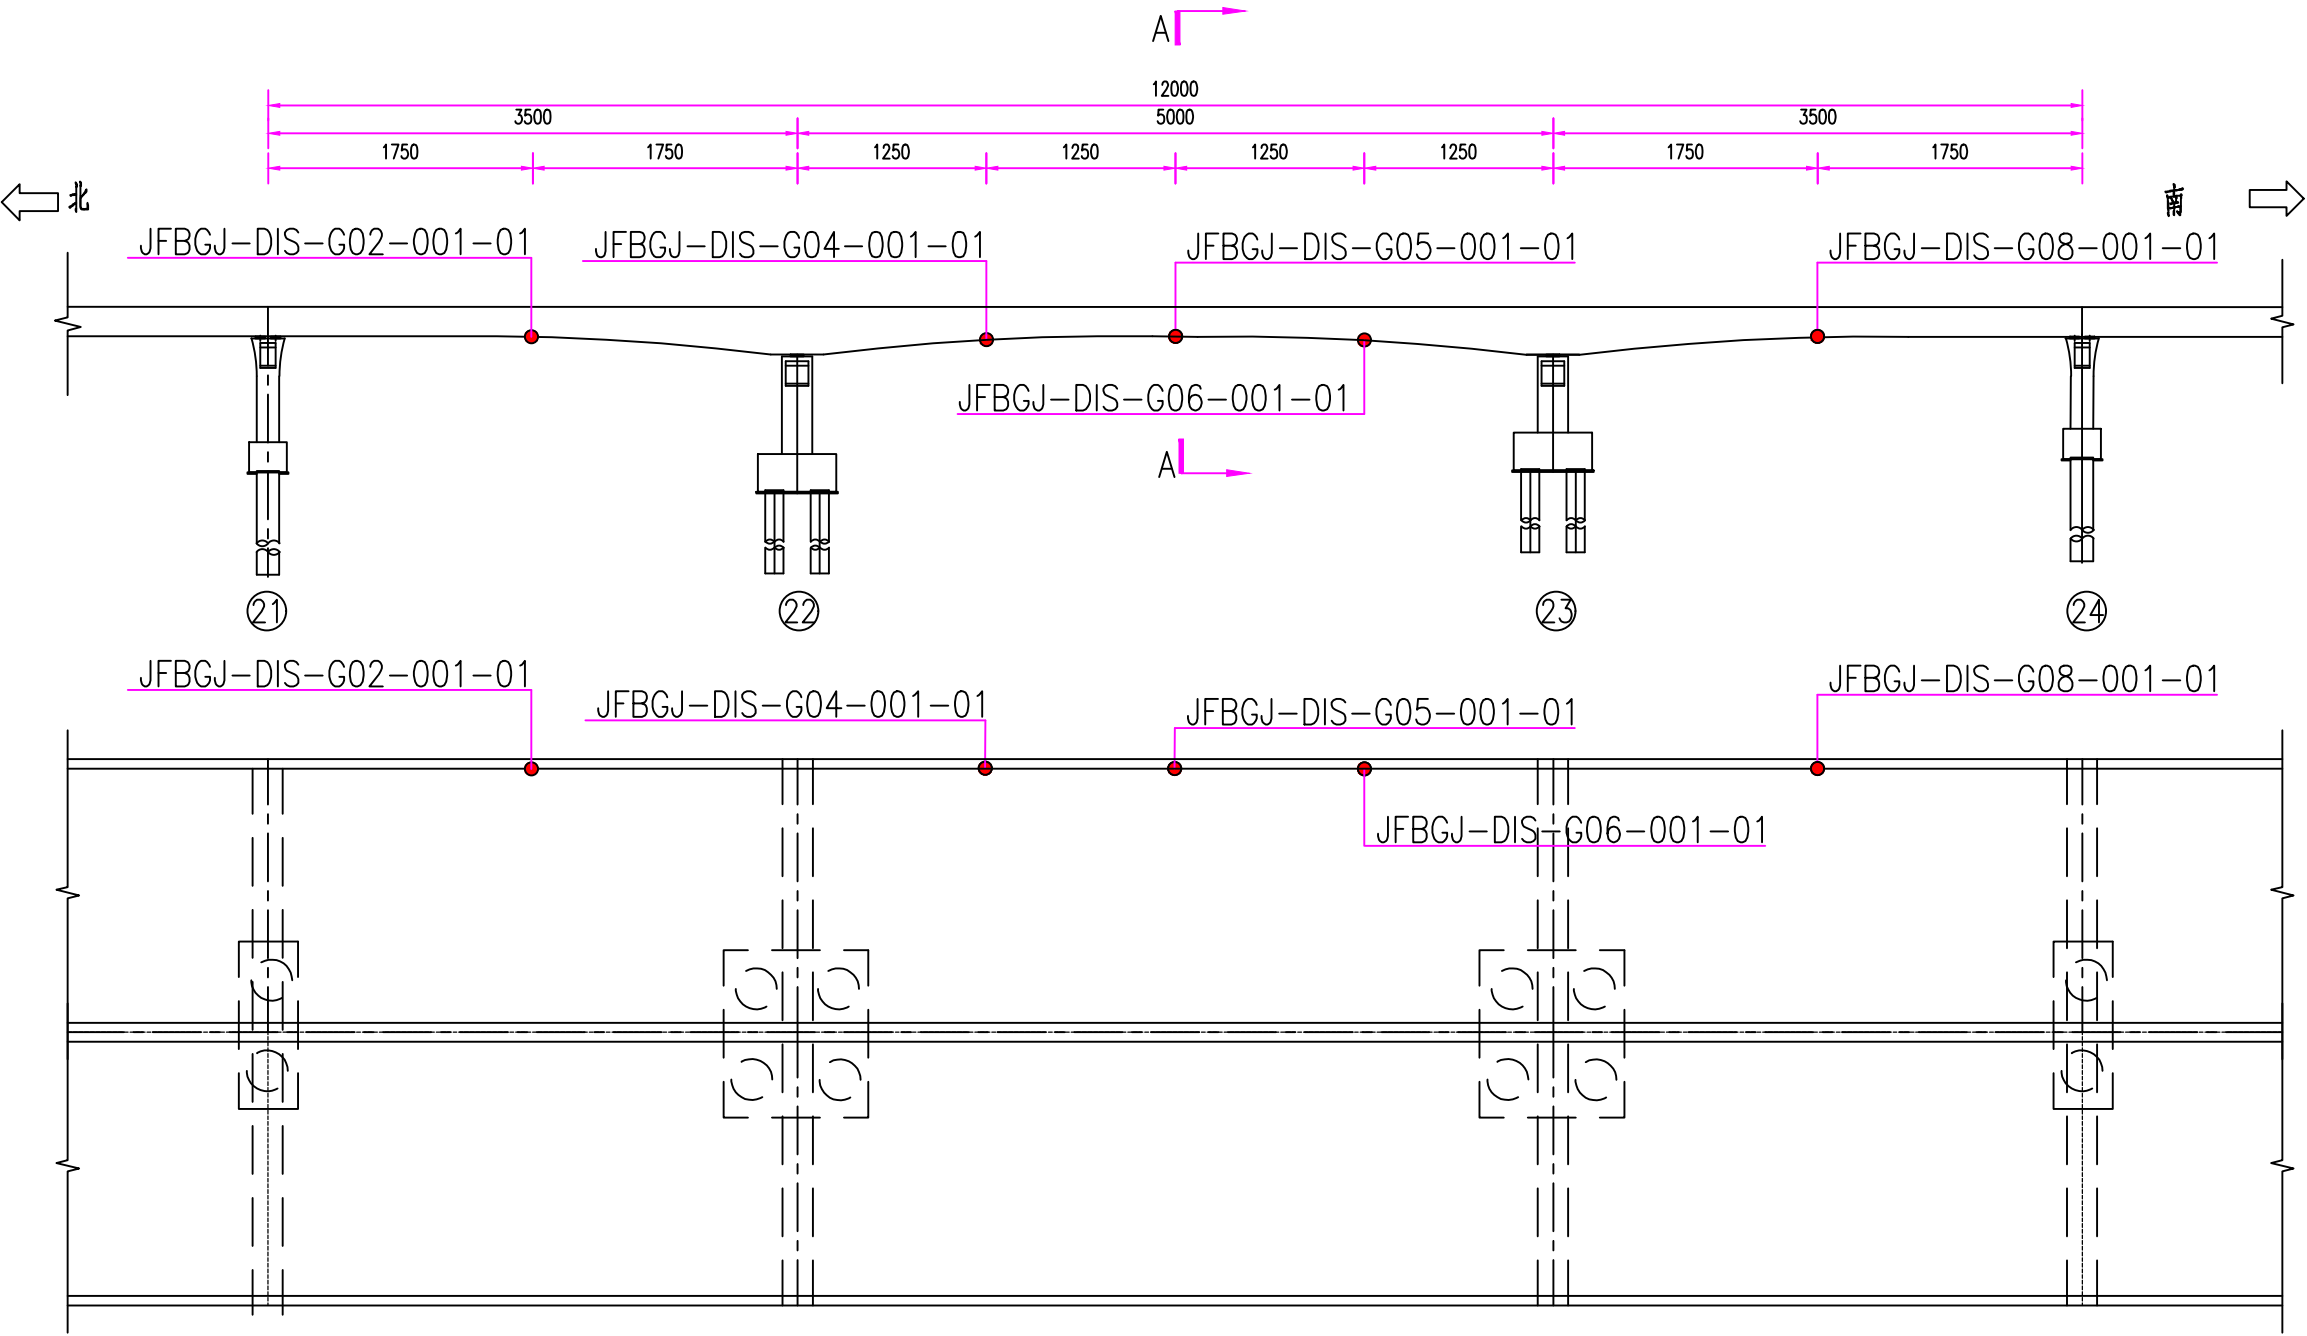 A
12000
3500 5000 3500
1750 1750 1250 1250 1250 1250 1750 1750
北 南
JFBGJ-DIS-G02-001-01 JFBGJ-DIS-G04-001-01 JFBGJ-DIS-G05-001-01 JFBGJ-DIS-G08-001-01
JFBGJ-DIS-G06-001-01
A
21 22 23 24
JFBGJ-DIS-G02-001-01 JFBGJ-DIS-G04-001-01 JFBGJ-DIS-G05-001-01 JFBGJ-DIS-G08-001-01
JFBGJ-DIS-G06-001-01